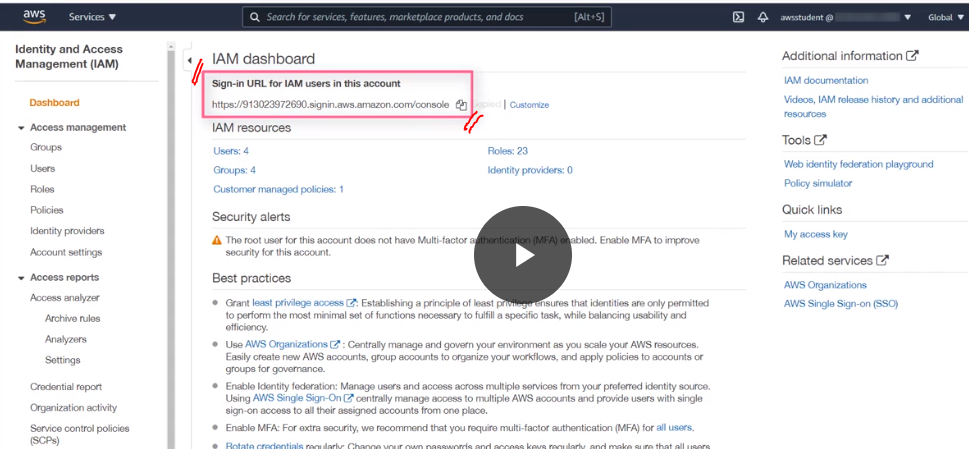 aws
Services
Search for services, features, marketplace products, and docs
[Alt+S]
awsstudent @
Global
Identity and Access
Management (IAM)
Dashboard
Access management
Groups
Users
Roles
Policies
Identity providers
Account settings
Access reports
Access analyzer
Archive rules
Analyzers
Settings
Credential report
Organization activity
Service control policies
(SCPs)
IAM dashboard
Sign-in URL for IAM users in this account
https://913023972690.signin.aws.amazon.com/console
| Customize
IAM resources
Users: 4
Roles: 23
Groups: 4
Identity providers: 0
Customer managed policies: 1
Security alerts
The root user for this account does not have Multi-factor authentication (MFA) enabled. Enable MFA to improve
security for this account.
Best practices
Grant least privilege access : Establishing a principle of least privilege ensures that identities are only permitted
to perform the most minimal set of functions necessary to fulfill a specific task, while balancing usability and
efficiency.
Use AWS Organizations : Centrally manage and govern your environment as you scale your AWS resources.
Easily create new AWS accounts, group accounts to organize your workflows, and apply policies to accounts or
groups for governance.
Enable Identity federation: Manage users and access across multiple services from your preferred identity source.
Using AWS Single Sign-On centrally manage access to multiple AWS accounts and provide users with single
sign-on access to all their assigned accounts from one place.
Enable MFA: For extra security, we recommend that you require multi-factor authentication (MFA) for all users.
Rotate credentials regularly: Change your own passwords and access keys regularly, and make sure that all users
Additional information
IAM documentation
Videos, IAM release history and additional
resources
Tools
Web identity federation playground
Policy simulator
Quick links
My access key
Related services
AWS Organizations
AWS Single Sign-on (SSO)